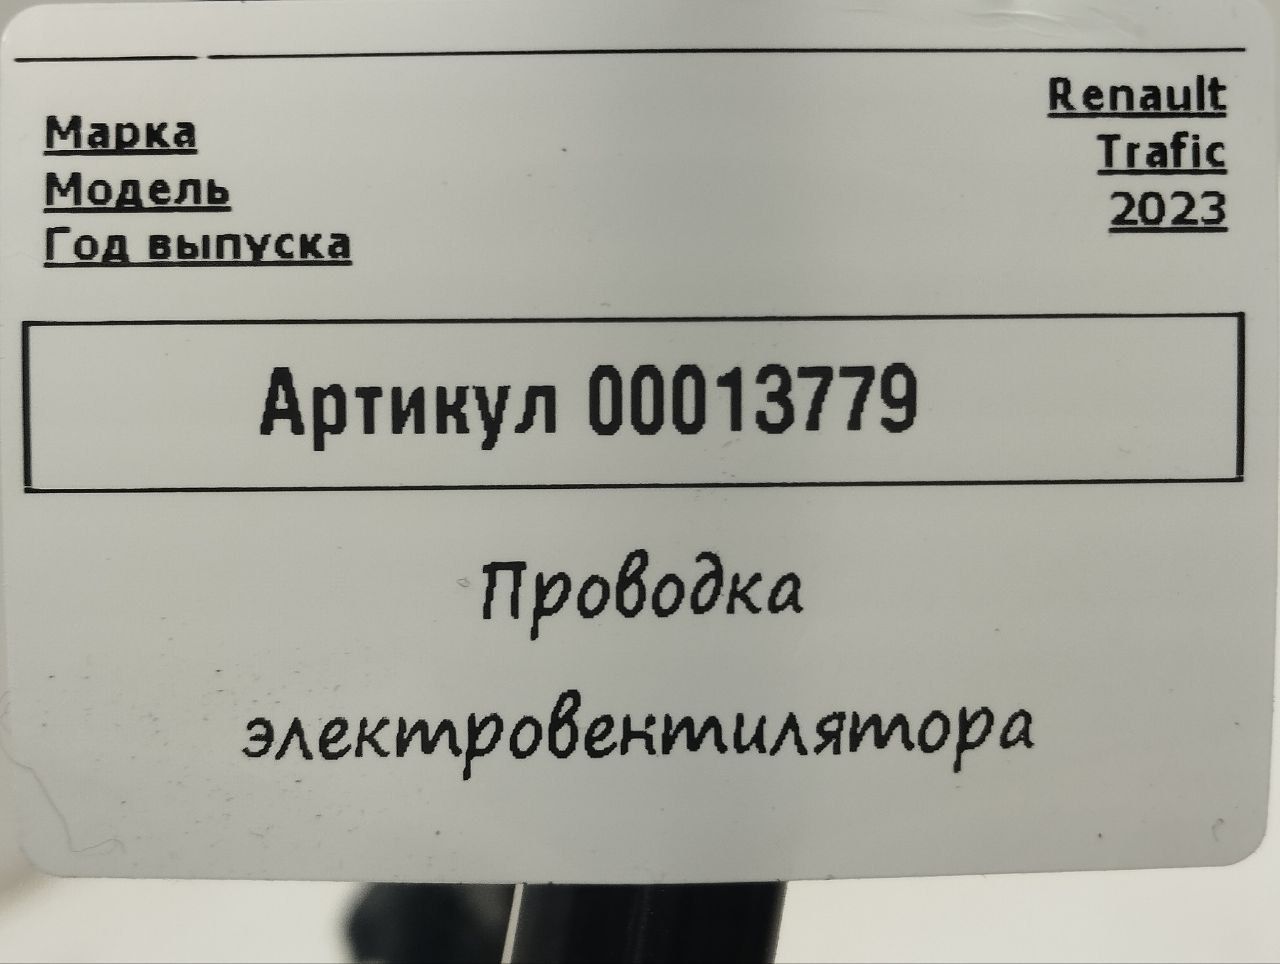 Марка Renault
Модель Trafic
Год выпуска 2023
Артикул 00013779
Проводка
электровентилятора